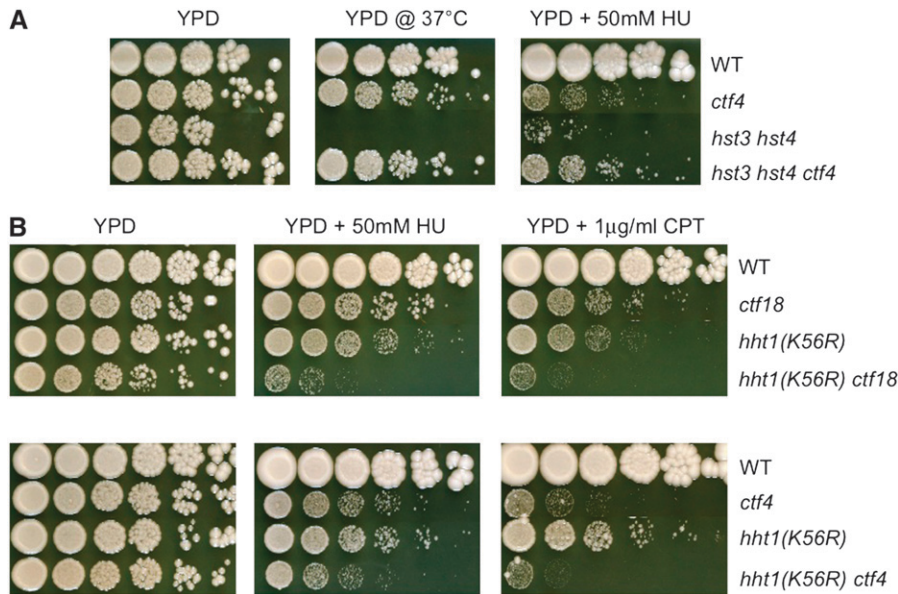 A
YPD
YPD @ 37°C
YPD + 50mM HU
WT
ctf4
hst3 hst4
hst3 hst4 ctf4
B
YPD
YPD + 50mM HU
YPD + 1µg/ml CPT
WT
ctf18
hht1(K56R)
hht1(K56R) ctf18
WT
ctf4
hht1(K56R)
hht1(K56R) ctf4